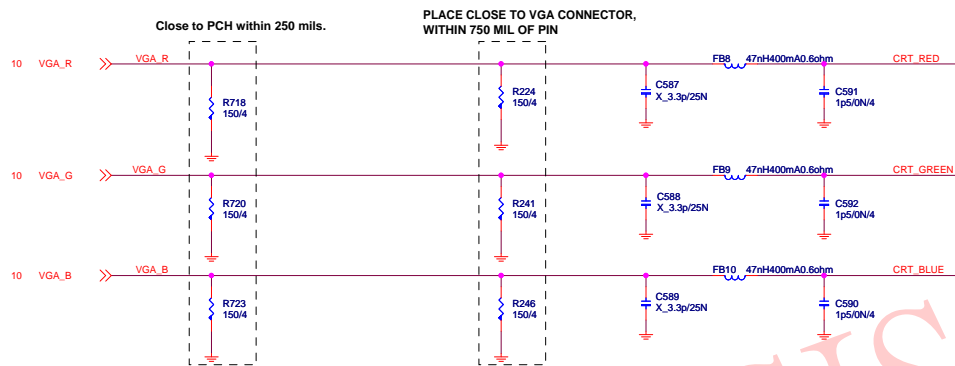 Close to PCH within 250 mils.
PLACE CLOSE TO VGA CONNECTOR,
WITHIN 750 MIL OF PIN
10 VGA_R VGA_R FB8 47nH400mA0.6ohm CRT_RED
R718
150/4
R224
150/4
C587
X_3.3p/25N
C591
1p5/0N/4
10 VGA_G VGA_G FB9 47nH400mA0.6ohm CRT_GREEN
R720
150/4
R241
150/4
C588
X_3.3p/25N
C592
1p5/0N/4
10 VGA_B VGA_B FB10 47nH400mA0.6ohm CRT_BLUE
R723
150/4
R246
150/4
C589
X_3.3p/25N
C590
1p5/0N/4